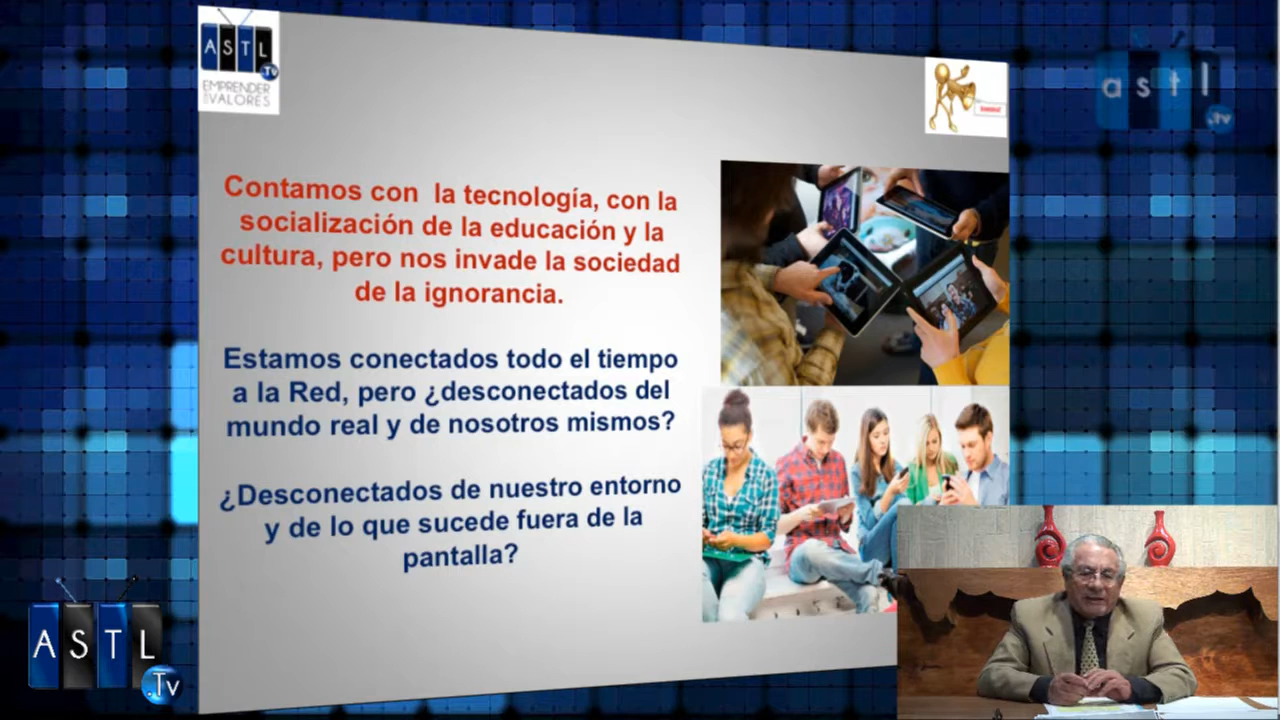 ASTL
.TV
EMPRENDER
CON VALORES
astl
.tv
Contamos con la tecnología, con la
socialización de la educación y la
cultura, pero nos invade la sociedad
de la ignorancia.
Estamos conectados todo el tiempo
a la Red, pero ¿desconectados del
mundo real y de nosotros mismos?
¿Desconectados de nuestro entorno
y de lo que sucede fuera de la
pantalla?
ASTL
.Tv